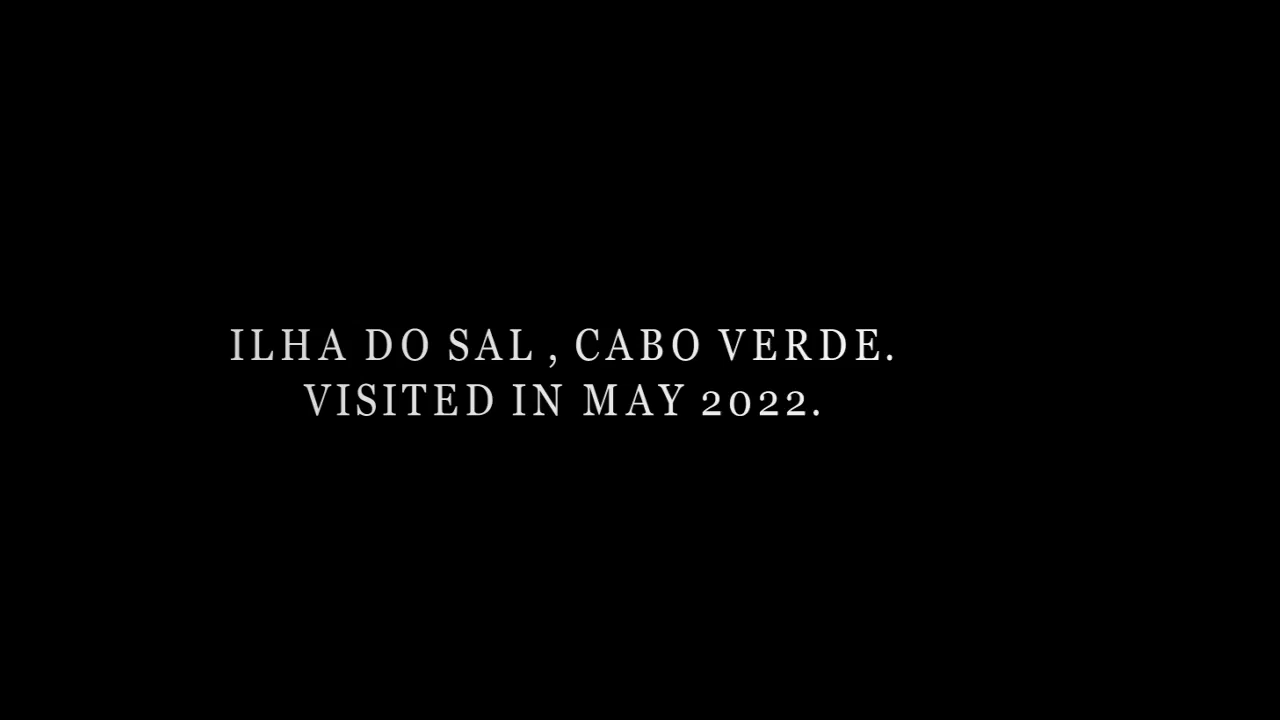 ILHA DO SAL , CABO VERDE.
VISITED IN MAY 2022.